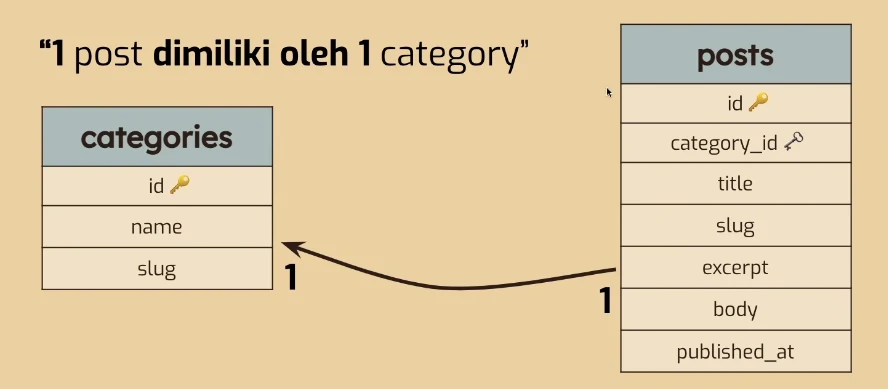 “1 post dimiliki oleh 1 category”
categories
id
name
slug
1
1
posts
id
category_id
title
slug
excerpt
body
published_at